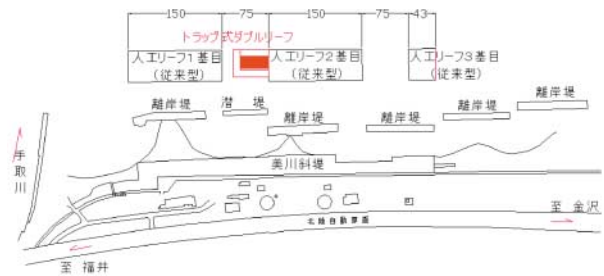 150 75 150 75 43
トラップ式ダブルリーフ
人工リーフ1基目
(従来型)
人工リーフ2基目
(従来型)
人工リーフ3基目
(従来型)
離岸堤
潜 堤
離岸堤
離岸堤
離岸堤
離岸堤
手取川
美川斜堤
北陸自動車道
至 金沢
至 福井